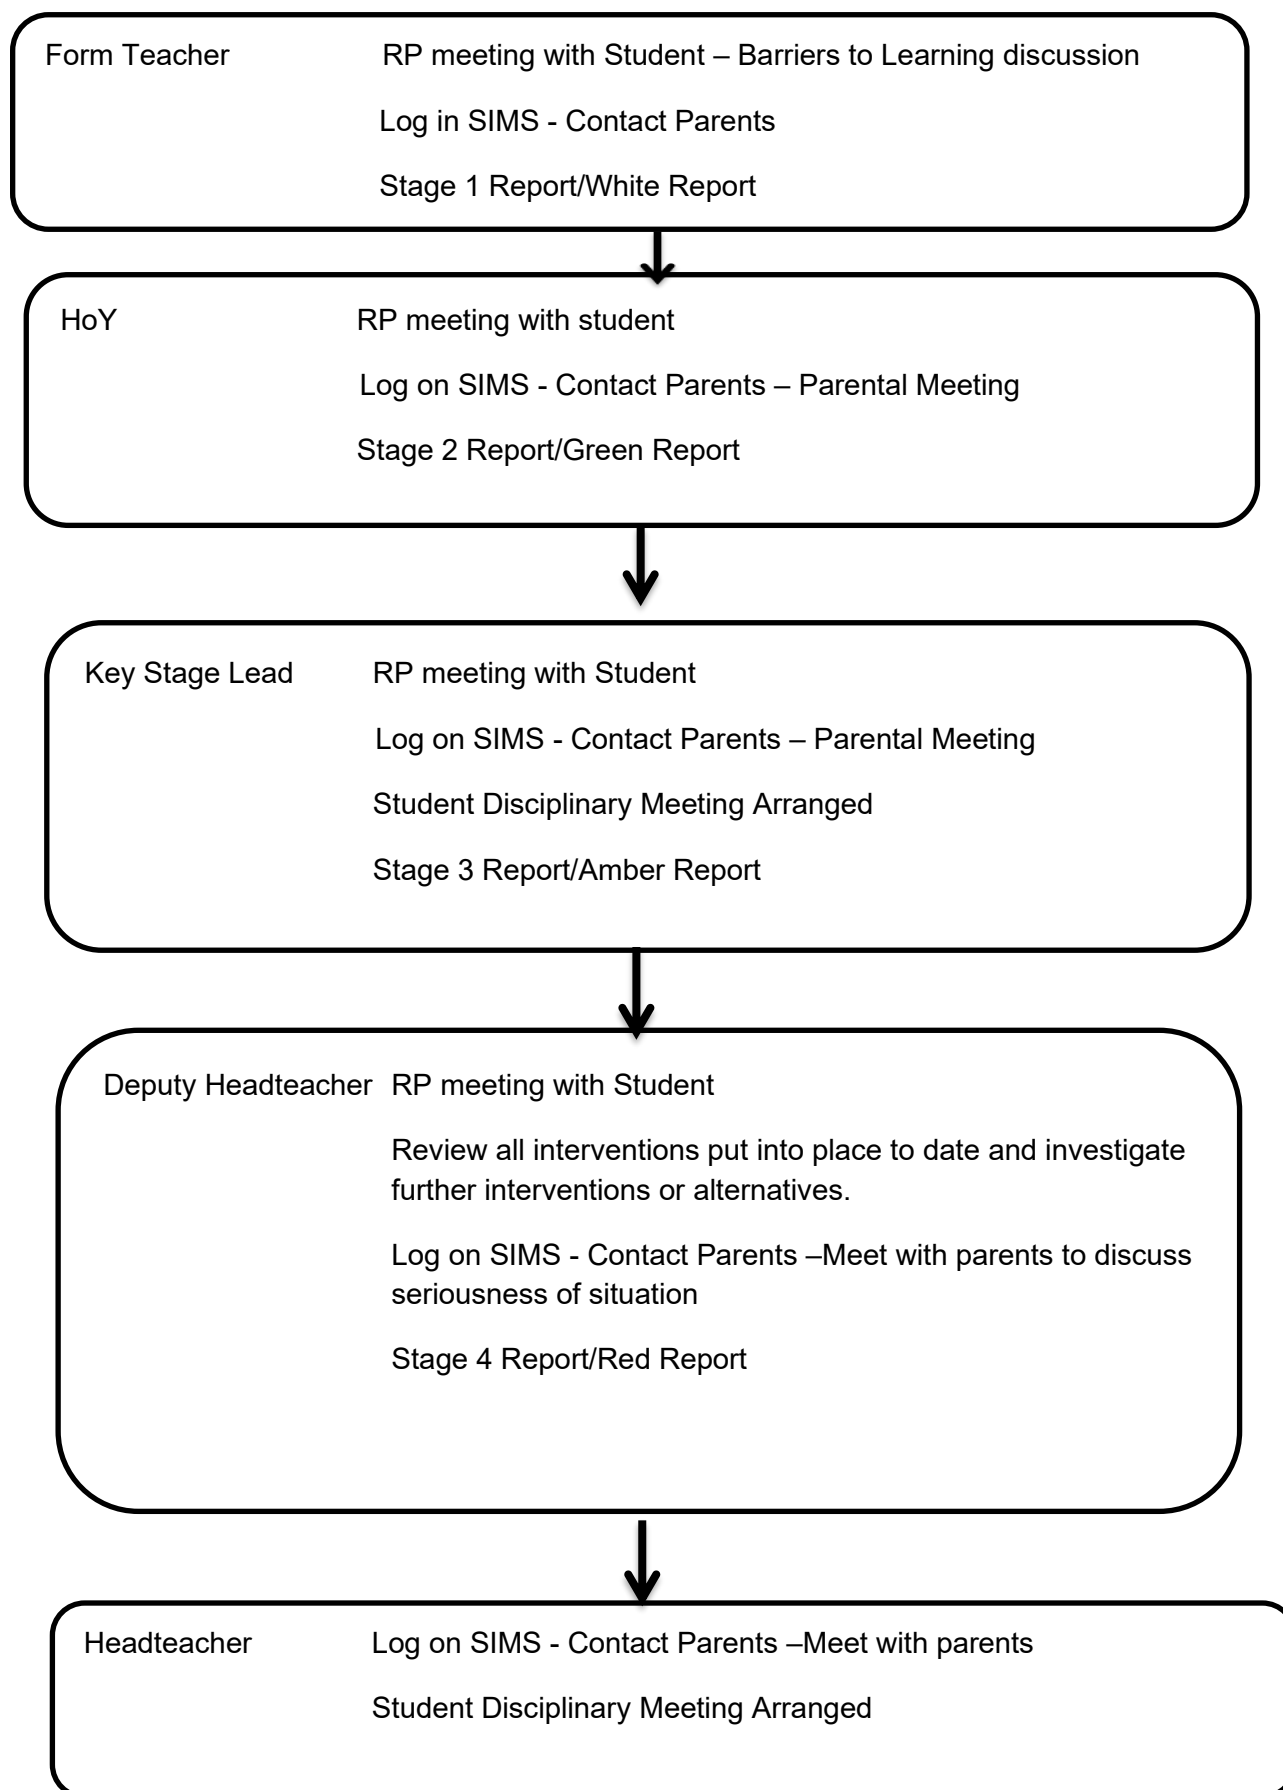 Form Teacher RP meeting with Student – Barriers to Learning discussion
Log in SIMS - Contact Parents
Stage 1 Report/White Report
HoY RP meeting with student
Log on SIMS - Contact Parents – Parental Meeting
Stage 2 Report/Green Report
Key Stage Lead RP meeting with Student
Log on SIMS - Contact Parents – Parental Meeting
Student Disciplinary Meeting Arranged
Stage 3 Report/Amber Report
Deputy Headteacher RP meeting with Student
Review all interventions put into place to date and investigate
further interventions or alternatives.
Log on SIMS - Contact Parents –Meet with parents to discuss
seriousness of situation
Stage 4 Report/Red Report
Headteacher Log on SIMS - Contact Parents –Meet with parents
Student Disciplinary Meeting Arranged